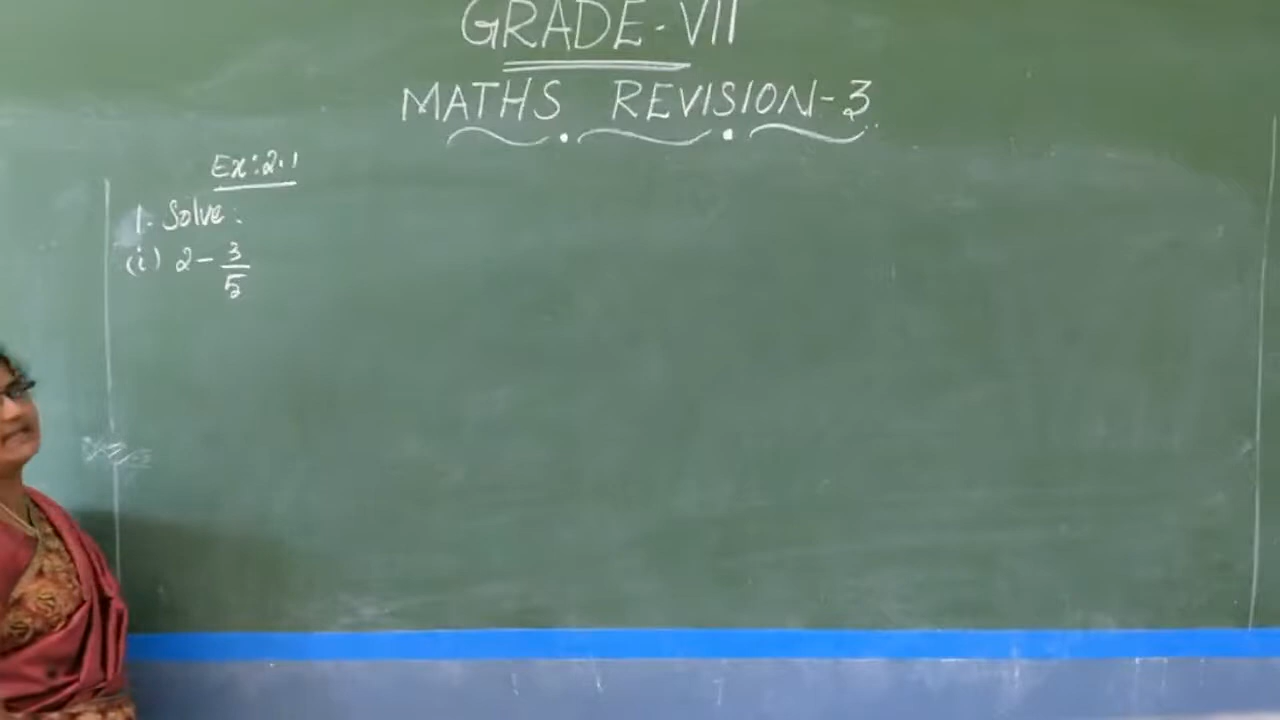 GRADE-VII
MATHS REVISION-3
Ex:2.1
1. Solve:
(i) 2 - 3/5